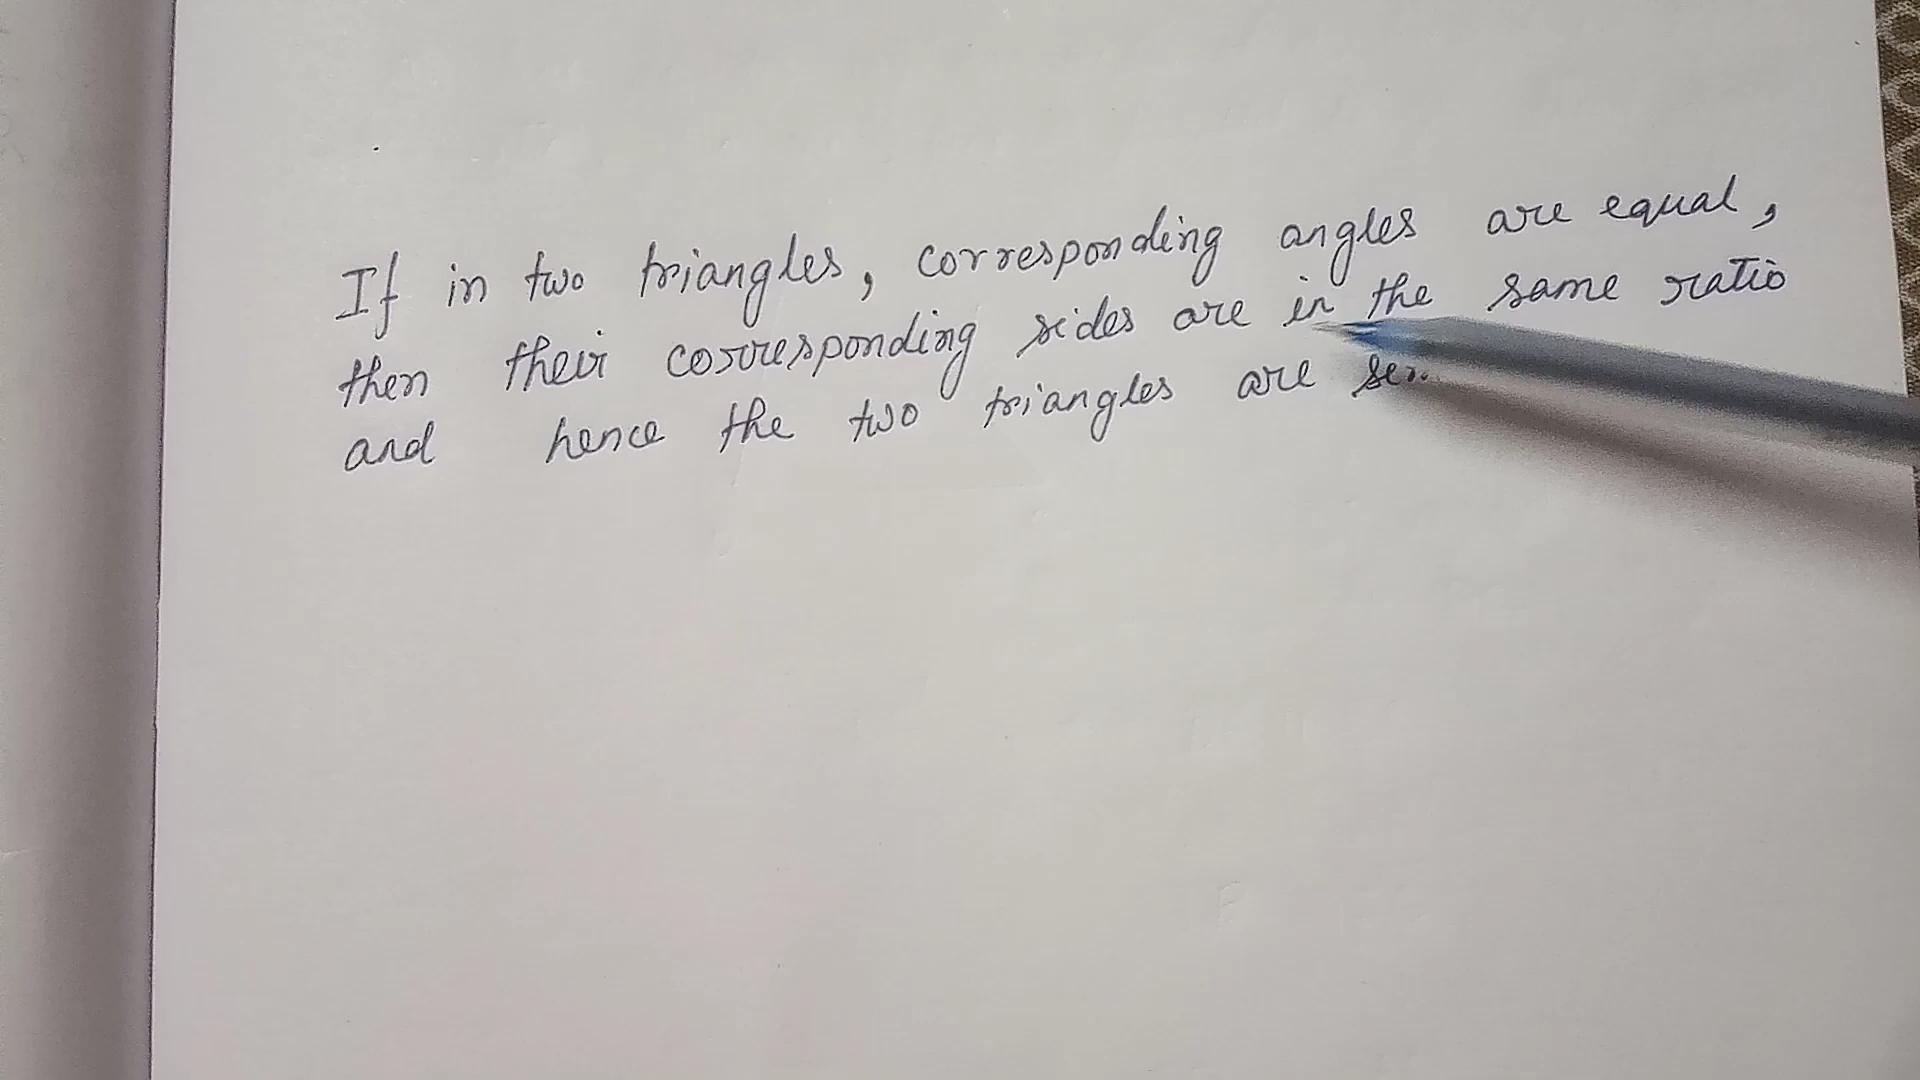 If in two triangles, corresponding angles are equal,
then their corresponding sides are in the same ratio
and hence the two triangles are